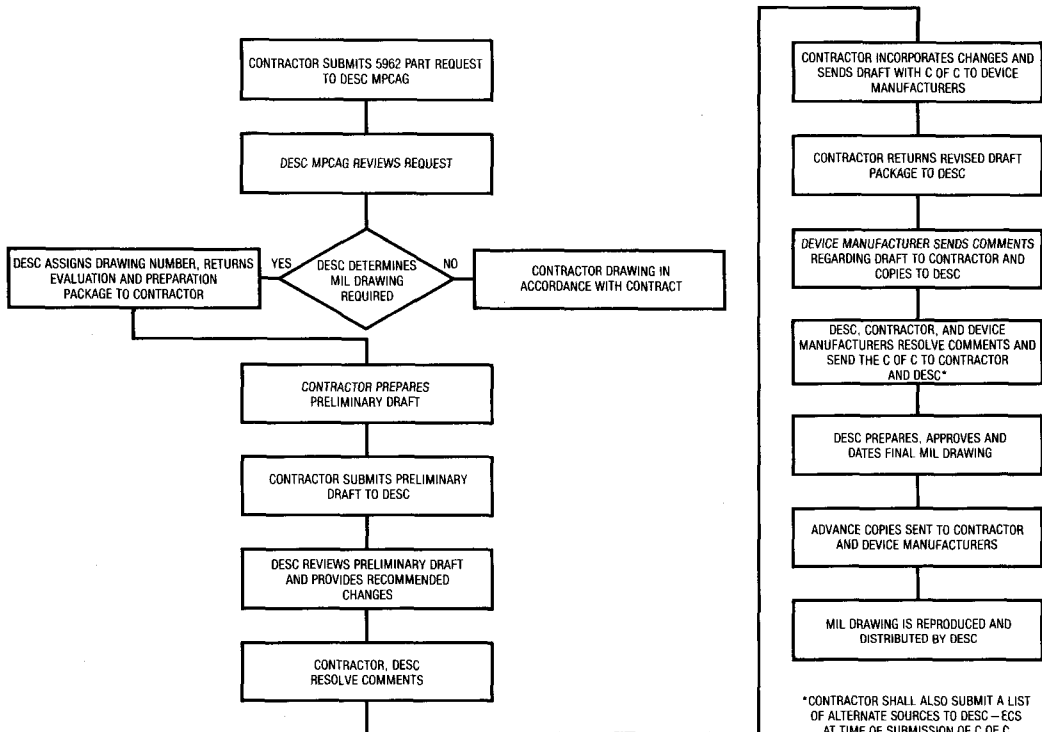 CONTRACTOR SUBMITS 5962 PART REQUEST
TO DESC MPCAG
DESC MPCAG REVIEWS REQUEST
DESC ASSIGNS DRAWING NUMBER, RETURNS
EVALUATION AND PREPARATION
PACKAGE TO CONTRACTOR
YES
DESC DETERMINES
MIL DRAWING
REQUIRED
NO
CONTRACTOR DRAWING IN
ACCORDANCE WITH CONTRACT
CONTRACTOR PREPARES
PRELIMINARY DRAFT
CONTRACTOR SUBMITS PRELIMINARY
DRAFT TO DESC
DESC REVIEWS PRELIMINARY DRAFT
AND PROVIDES RECOMMENDED
CHANGES
CONTRACTOR, DESC
RESOLVE COMMENTS
CONTRACTOR INCORPORATES CHANGES AND
SENDS DRAFT WITH C OF C TO DEVICE
MANUFACTURERS
CONTRACTOR RETURNS REVISED DRAFT
PACKAGE TO DESC
DEVICE MANUFACTURER SENDS COMMENTS
REGARDING DRAFT TO CONTRACTOR AND
COPIES TO DESC
DESC, CONTRACTOR, AND DEVICE
MANUFACTURERS RESOLVE COMMENTS AND
SEND THE C OF C TO CONTRACTOR
AND DESC*
DESC PREPARES, APPROVES AND
DATES FINAL MIL DRAWING
ADVANCE COPIES SENT TO CONTRACTOR
AND DEVICE MANUFACTURERS
MIL DRAWING IS REPRODUCED AND
DISTRIBUTED BY DESC
*CONTRACTOR SHALL ALSO SUBMIT A LIST
OF ALTERNATE SOURCES TO DESC – ECS
AT TIME OF SUBMISSION OF C OF C